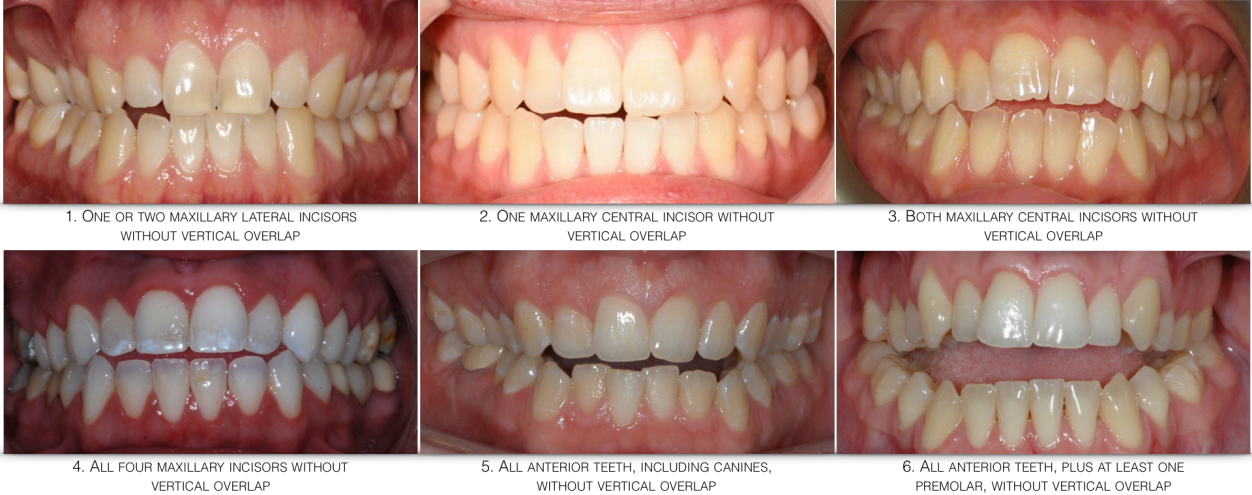 1. One or two maxillary lateral incisors
without vertical overlap
2. One maxillary central incisor without
vertical overlap
3. Both maxillary central incisors without
vertical overlap
4. All four maxillary incisors without
vertical overlap
5. All anterior teeth, including canines,
without vertical overlap
6. All anterior teeth, plus at least one
premolar, without vertical overlap